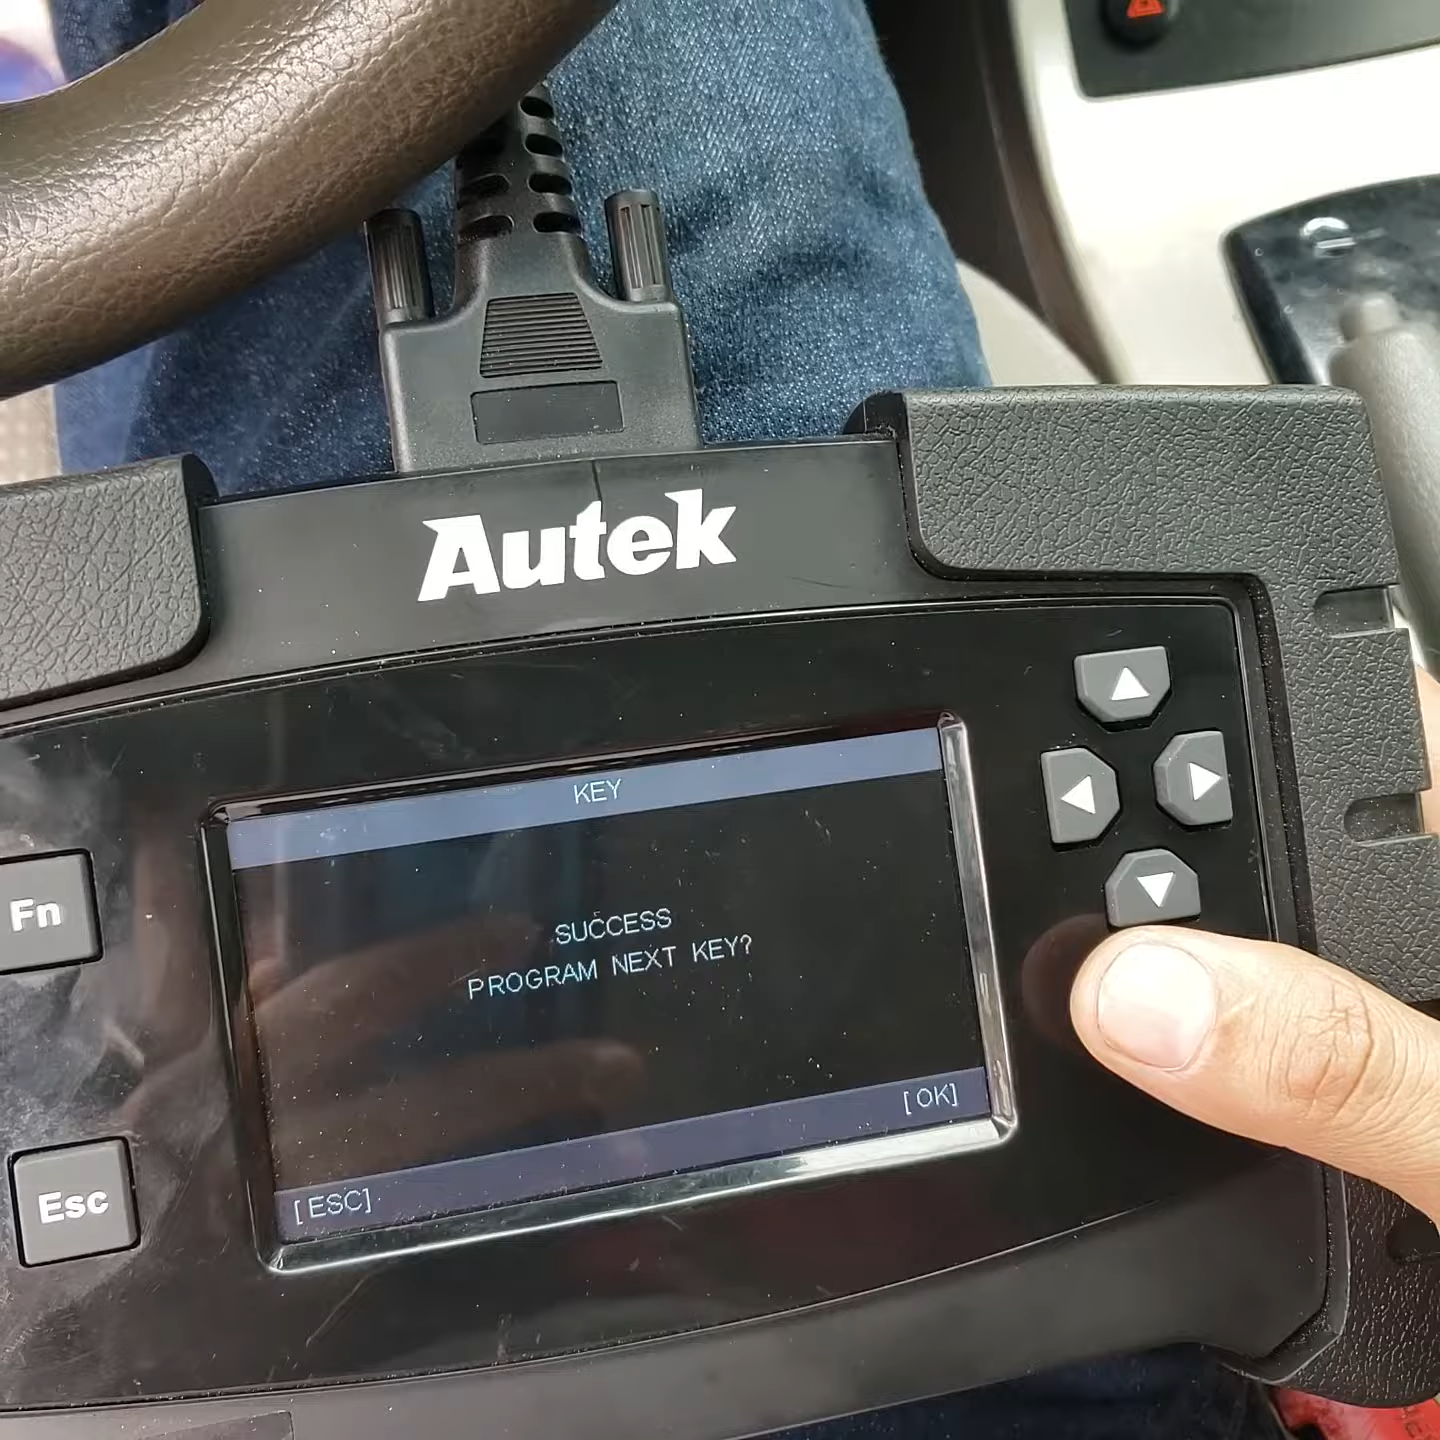 Autek
KEY
SUCCESS
PROGRAM NEXT KEY?
[OK]
[ESC]
Fn
Esc